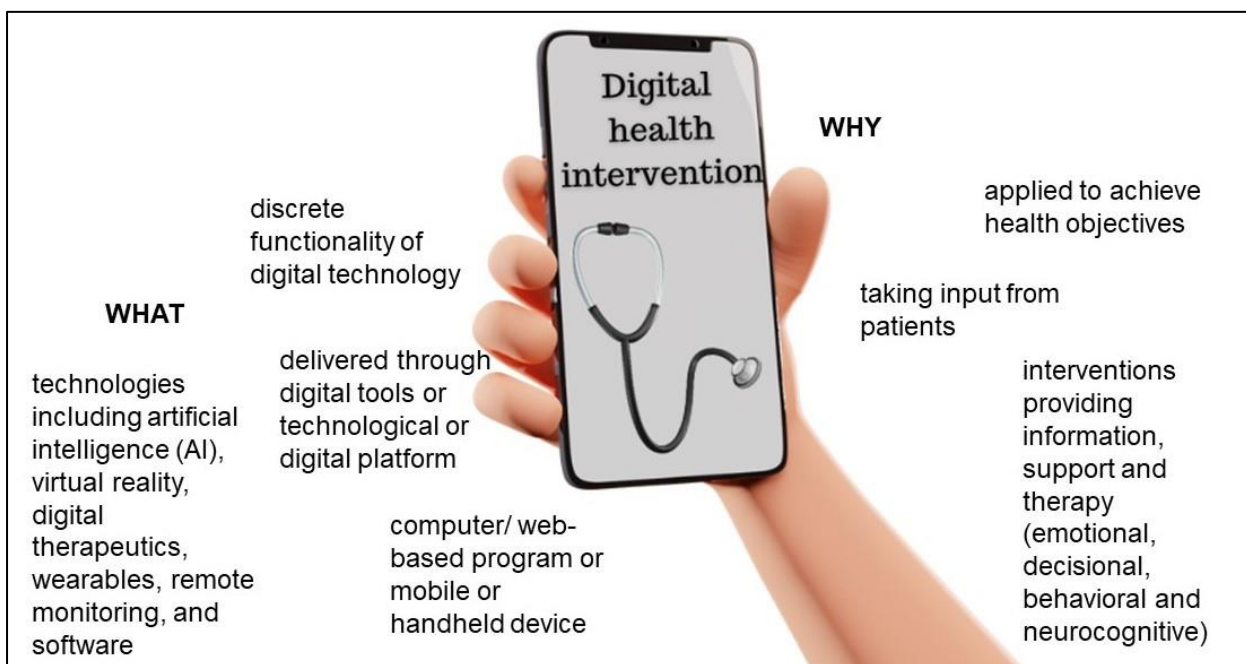 Digital
health
intervention
WHAT
discrete
functionality of
digital technology
technologies
including artificial
intelligence (AI),
virtual reality,
digital
therapeutics,
wearables, remote
monitoring, and
software
delivered through
digital tools or
technological or
digital platform
computer/ web-
based program or
mobile or
handheld device
WHY
applied to achieve
health objectives
taking input from
patients
interventions
providing
information,
support and
therapy
(emotional,
decisional,
behavioral and
neurocognitive)